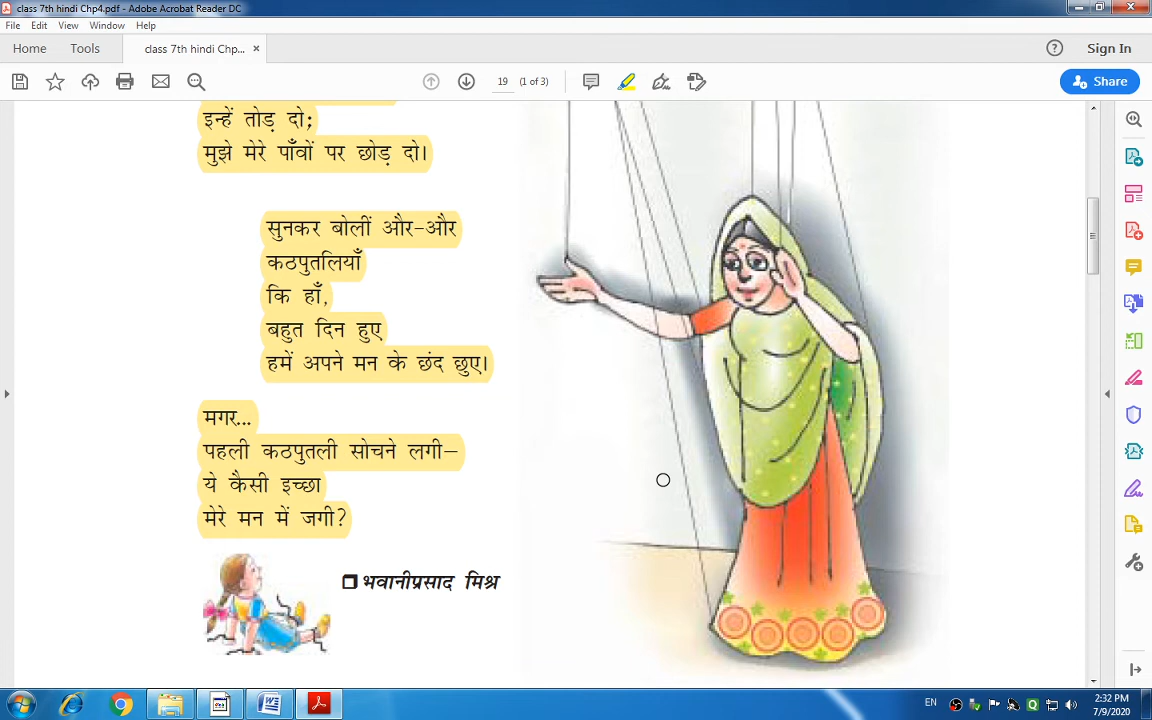 class 7th hindi Chp4.pdf - Adobe Acrobat Reader DC
File Edit View Window Help
Home Tools class 7th hindi Chp... × Sign In
19 (1 of 3) Share
इन्हें तोड़ दो;
मुझे मेरे पाँवों पर छोड़ दो।
सुनकर बोलीं और-और
कठपुतलियाँ
कि हाँ,
बहुत दिन हुए
हमें अपने मन के छंद छुए।
मगर...
पहली कठपुतली सोचने लगी—
ये कैसी इच्छा
मेरे मन में जगी?
भवानीप्रसाद मिश्र
EN 2:32 PM
7/9/2020